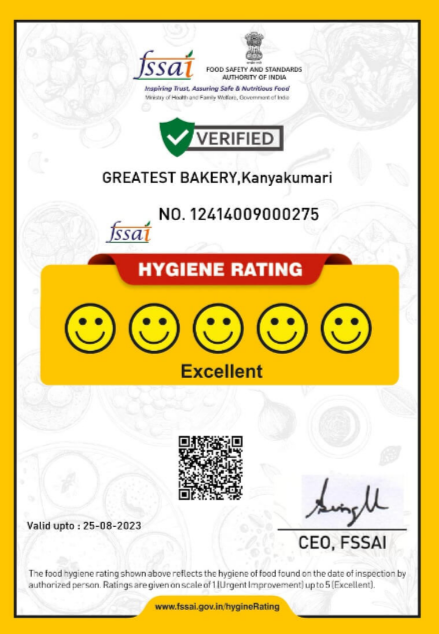 fssai
FOOD SAFETY AND STANDARDS
AUTHORITY OF INDIA
Inspiring Trust, Assuring Safe & Nutritious Food
Ministry of Health and Family Welfare, Government of India
VERIFIED
GREATEST BAKERY,Kanyakumari
fssai NO. 12414009000275
HYGIENE RATING
Excellent
Valid upto : 25-08-2023
CEO, FSSAI
The food hygiene rating shown above reflects the hygiene of food found on the date of inspection by
authorized person. Ratings are given on scale of 1(Urgent Improvement) up to 5 (Excellent).
www.fssai.gov.in/hygineRating